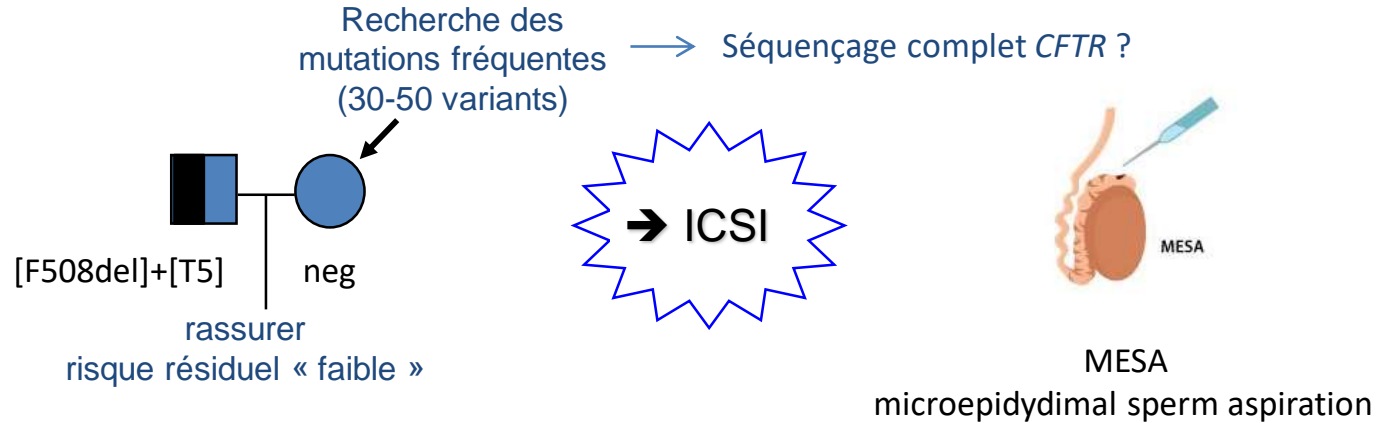 Recherche des
mutations fréquentes
(30-50 variants)
Séquençage complet CFTR ?
[F508del]+[T5]
neg
rassurer
risque résiduel « faible »
➔ ICSI
MESA
MESA
microepidydimal sperm aspiration